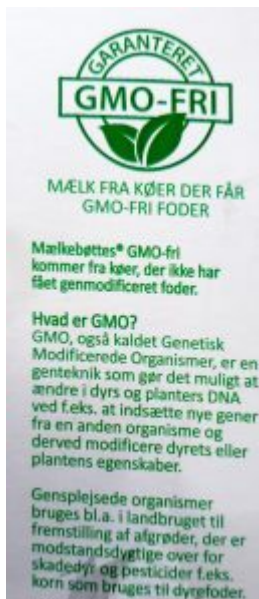 GARANTERET
GMO-FRI
MÆLK FRA KØER DER FÅR
GMO-FRI FODER
Mælkebøttes® GMO-fri
kommer fra køer, der ikke har
fået genmodificeret foder.
Hvad er GMO?
GMO, også kaldet Genetisk
Modificerede Organismer, er en
genteknik som gør det muligt at
ændre i dyrs og planters DNA
ved f.eks. at indsætte nye gener
fra en anden organisme og
derved modificere dyrets eller
plantens egenskaber.
Gensplejsede organismer
bruges bl.a. i landbruget til
fremstilling af afgrøder, der er
modstandsdygtige over for
skadedyr og pesticider f.eks.
korn som bruges til dyrefoder.